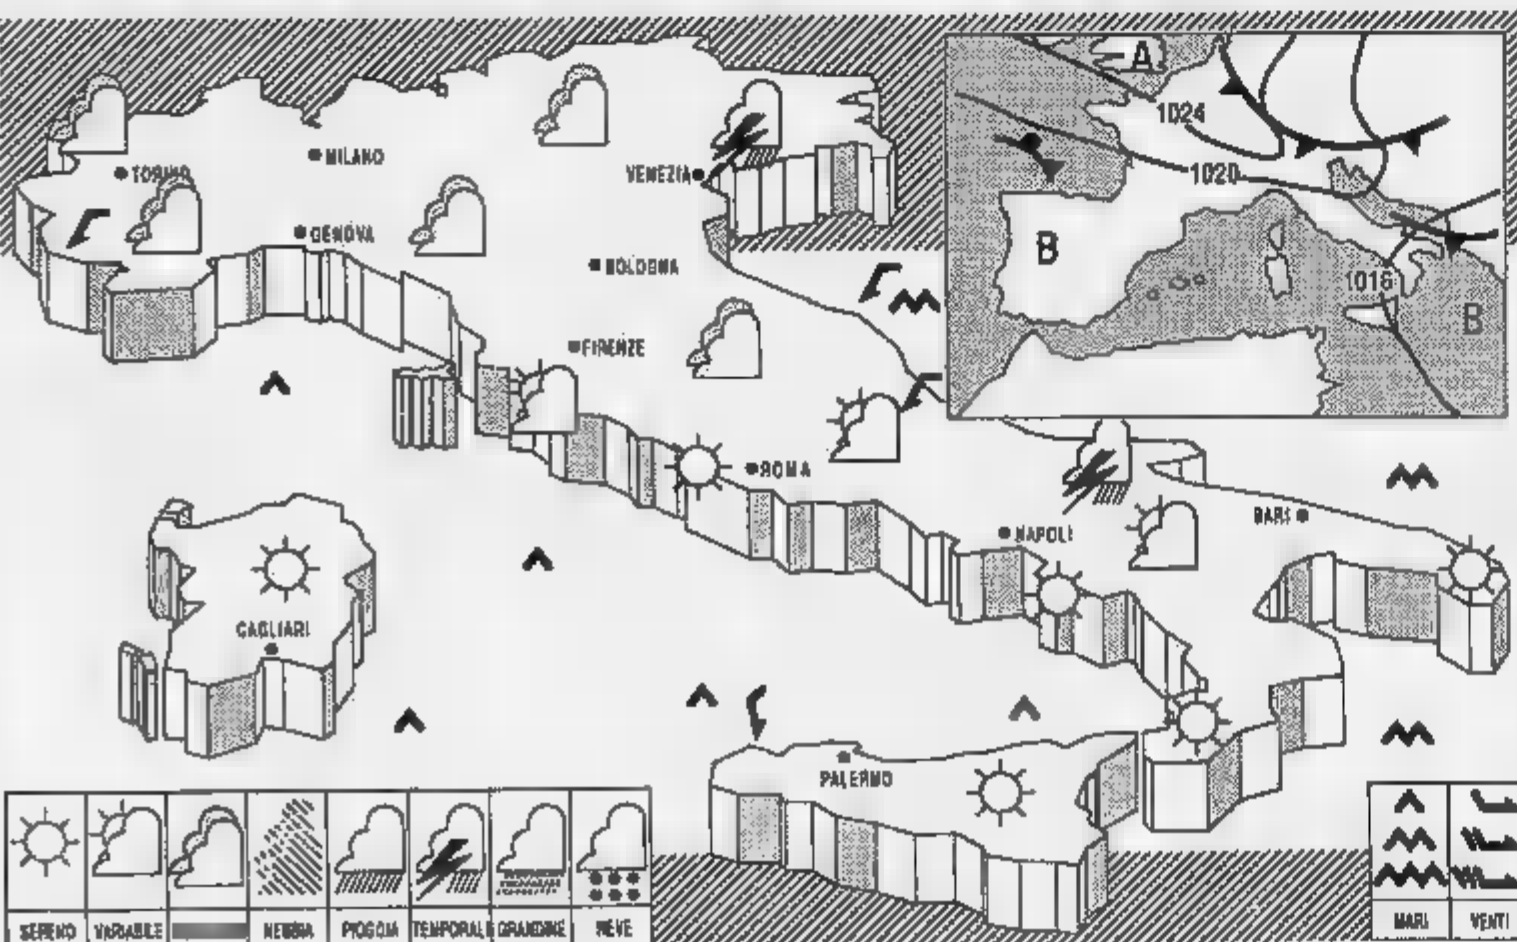 A
1024
MILANO
TORINO
VENEZIA
1020
GENOVA
B
BOLOGNA
1016
B
FIRENZE
ROMA
BARI
NAPOLI
CAGLIARI
PALERMO
SERENO VARIABILE NEBBIA PIOGGIA TEMPORALE GRANDINE NEVE
MARI VENTI